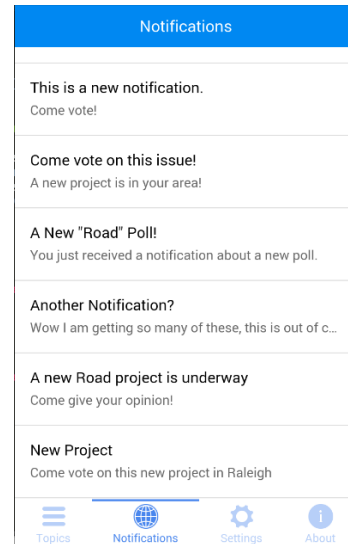 Notifications
This is a new notification.
Come vote!
Come vote on this issue!
A new project is in your area!
A New "Road" Poll!
You just received a notification about a new poll.
Another Notification?
Wow I am getting so many of these, this is out of c...
A new Road project is underway
Come give your opinion!
New Project
Come vote on this new project in Raleigh
Topics Notifications Settings About